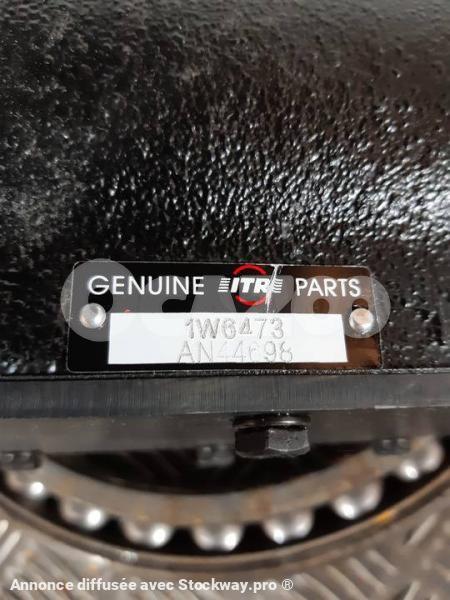 GENUINE ITR PARTS
1W6473
AN44698
Annonce diffusée avec Stockway.pro ®